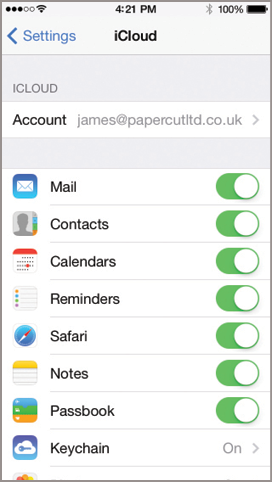 4:21 PM 100%
Settings iCloud
ICLOUD
Account james@papercutltd.co.uk
Mail
Contacts
Calendars
Reminders
Safari
Notes
Passbook
Keychain On